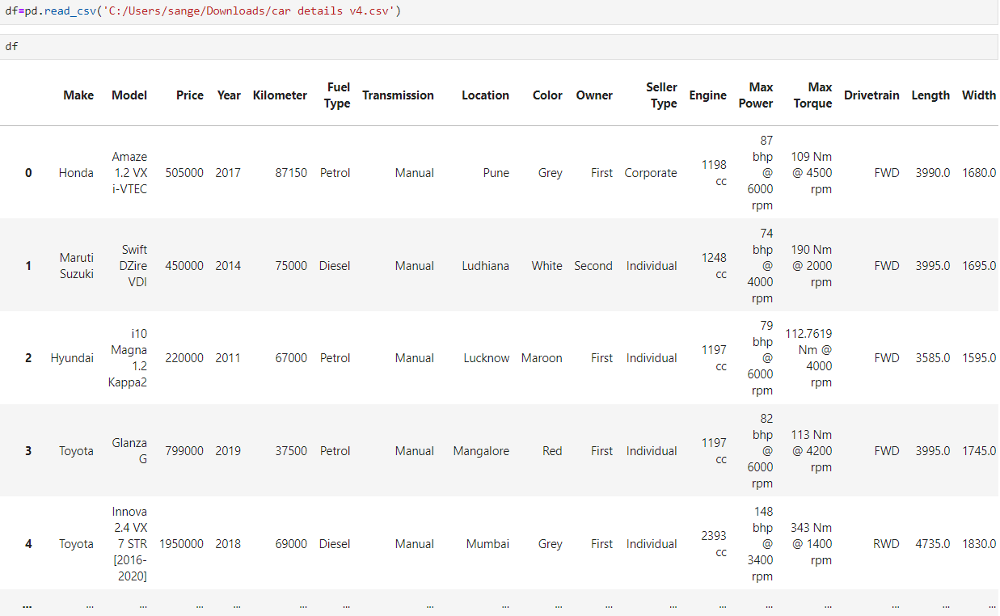 df=pd.read_csv('C:/Users/sange/Downloads/car details v4.csv')
df
Make Model Price Year Kilometer Fuel Type Transmission Location Color Owner Seller Type Engine Max Power Max Torque Drivetrain Length Width
0 Honda Amaze 1.2 VX i-VTEC 505000 2017 87150 Petrol Manual Pune Grey First Corporate 1198 cc 87 bhp @ 6000 rpm 109 Nm @ 4500 rpm FWD 3990.0 1680.0
1 Maruti Suzuki Swift DZire VDI 450000 2014 75000 Diesel Manual Ludhiana White Second Individual 1248 cc 74 bhp @ 4000 rpm 190 Nm @ 2000 rpm FWD 3995.0 1695.0
2 Hyundai i10 Magna 1.2 Kappa2 220000 2011 67000 Petrol Manual Lucknow Maroon First Individual 1197 cc 79 bhp @ 6000 rpm 112.7619 Nm @ 4000 rpm FWD 3585.0 1595.0
3 Toyota Glanza G 799000 2019 37500 Petrol Manual Mangalore Red First Individual 1197 cc 82 bhp @ 6000 rpm 113 Nm @ 4200 rpm FWD 3995.0 1745.0
4 Toyota Innova 2.4 VX 7 STR [2016-2020] 1950000 2018 69000 Diesel Manual Mumbai Grey First Individual 2393 cc 148 bhp @ 3400 rpm 343 Nm @ 1400 rpm RWD 4735.0 1830.0
... ... ... ... ... ... ... ... ... ... ... ... ... ... ... ... ... ...